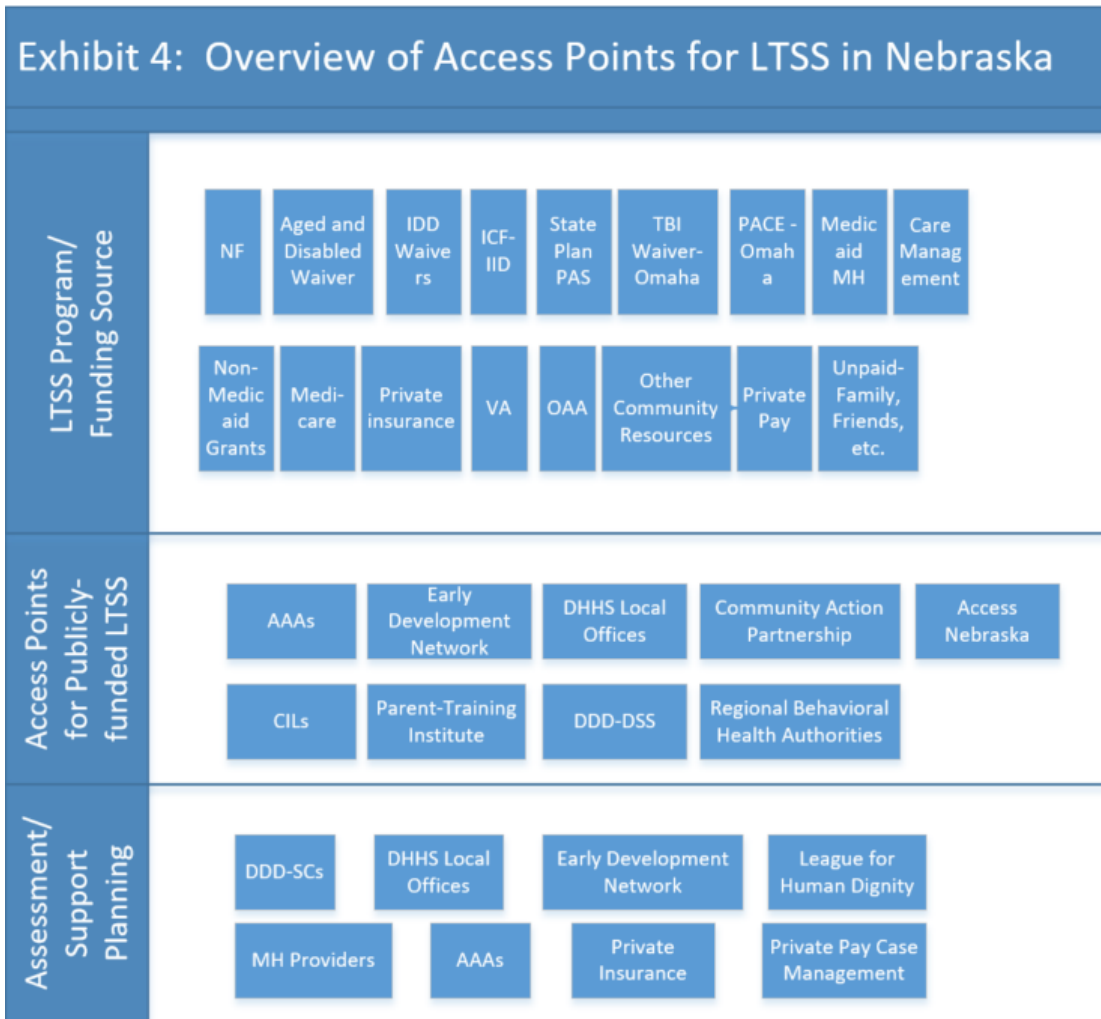 Exhibit 4: Overview of Access Points for LTSS in Nebraska
LTSS Program/
Funding Source
NF
Aged and
Disabled
Waiver
IDD
Waive
rs
ICF-
IID
State
Plan
PAS
TBI
Waiver-
Omaha
PACE -
Omah
a
Medic
aid
MH
Care
Manag
ement
Non-
Medic
aid
Grants
Medi-
care
Private
insurance
VA
OAA
Other
Community
Resources
Private
Pay
Unpaid-
Family,
Friends,
etc.
Access Points
for Publicly-
funded LTSS
AAAs
Early
Development
Network
DHHS Local
Offices
Community Action
Partnership
Access
Nebraska
CILs
Parent-Training
Institute
DDD-DSS
Regional Behavioral
Health Authorities
Assessment/
Support
Planning
DDD-SCs
DHHS Local
Offices
Early Development
Network
League for
Human Dignity
MH Providers
AAAs
Private
Insurance
Private Pay Case
Management